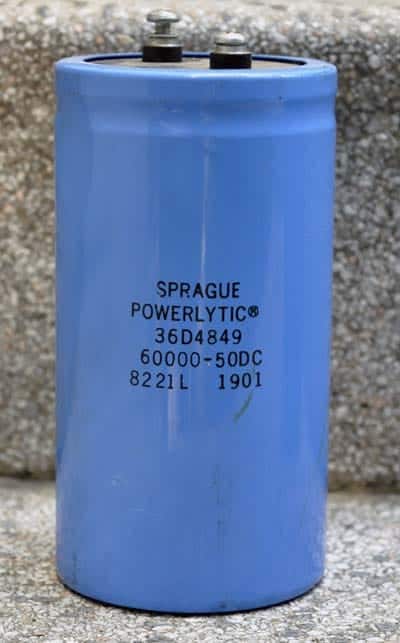 SPRAGUE
POWERLYTIC®
36D4849
60000-50DC
8221L 1901